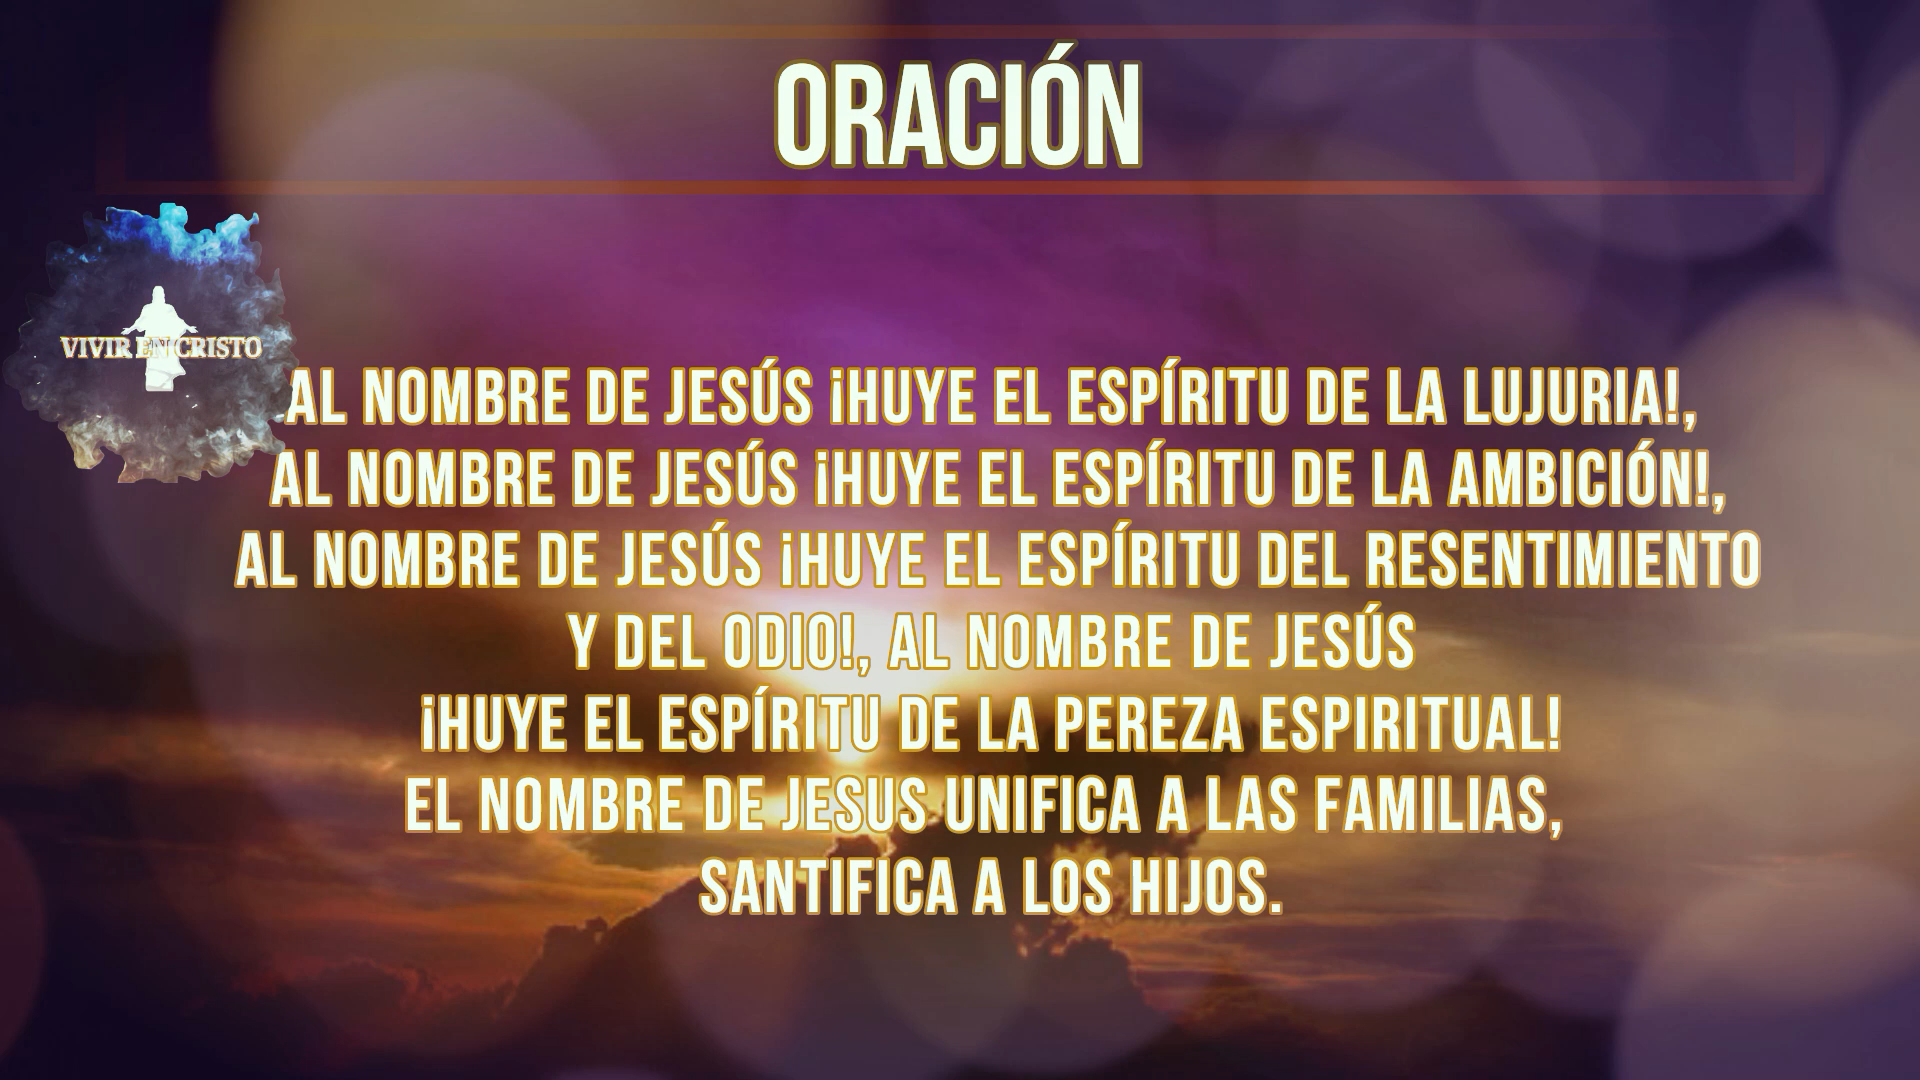 ORACIÓN
VIVIR EN CRISTO
AL NOMBRE DE JESÚS ¡HUYE EL ESPÍRITU DE LA LUJURIA!,
AL NOMBRE DE JESÚS ¡HUYE EL ESPÍRITU DE LA AMBICIÓN!,
AL NOMBRE DE JESÚS ¡HUYE EL ESPÍRITU DEL RESENTIMIENTO
Y DEL ODIO!, AL NOMBRE DE JESÚS
¡HUYE EL ESPÍRITU DE LA PEREZA ESPIRITUAL!
EL NOMBRE DE JESUS UNIFICA A LAS FAMILIAS,
SANTIFICA A LOS HIJOS.